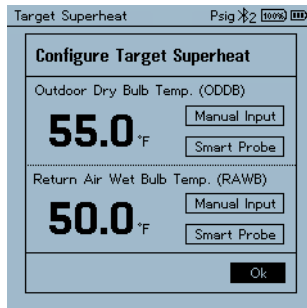 Target Superheat Psig 2 100%
Configure Target Superheat
Outdoor Dry Bulb Temp. (ODDB)
55.0 °F
Manual Input
Smart Probe
Return Air Wet Bulb Temp. (RAWB)
50.0 °F
Manual Input
Smart Probe
Ok